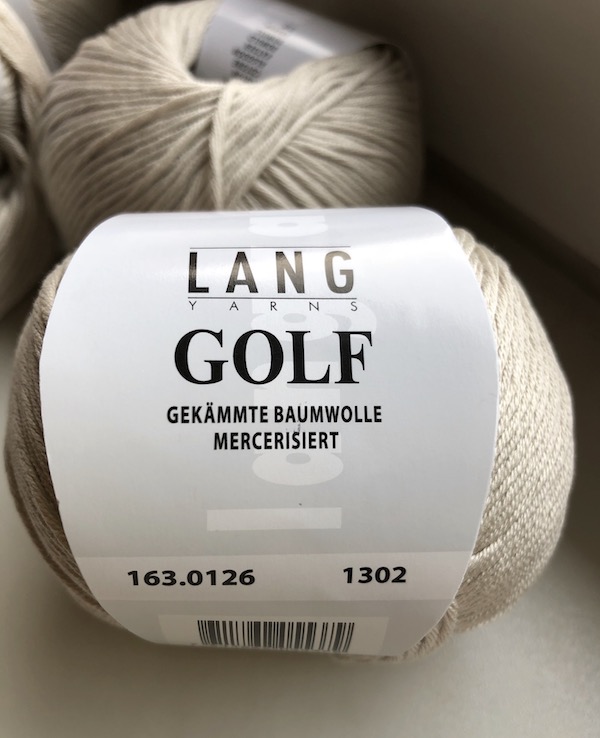 LANG
YARNS
GOLF
GEKÄMMTE BAUMWOLLE
MERCERISIERT
163.0126 1302